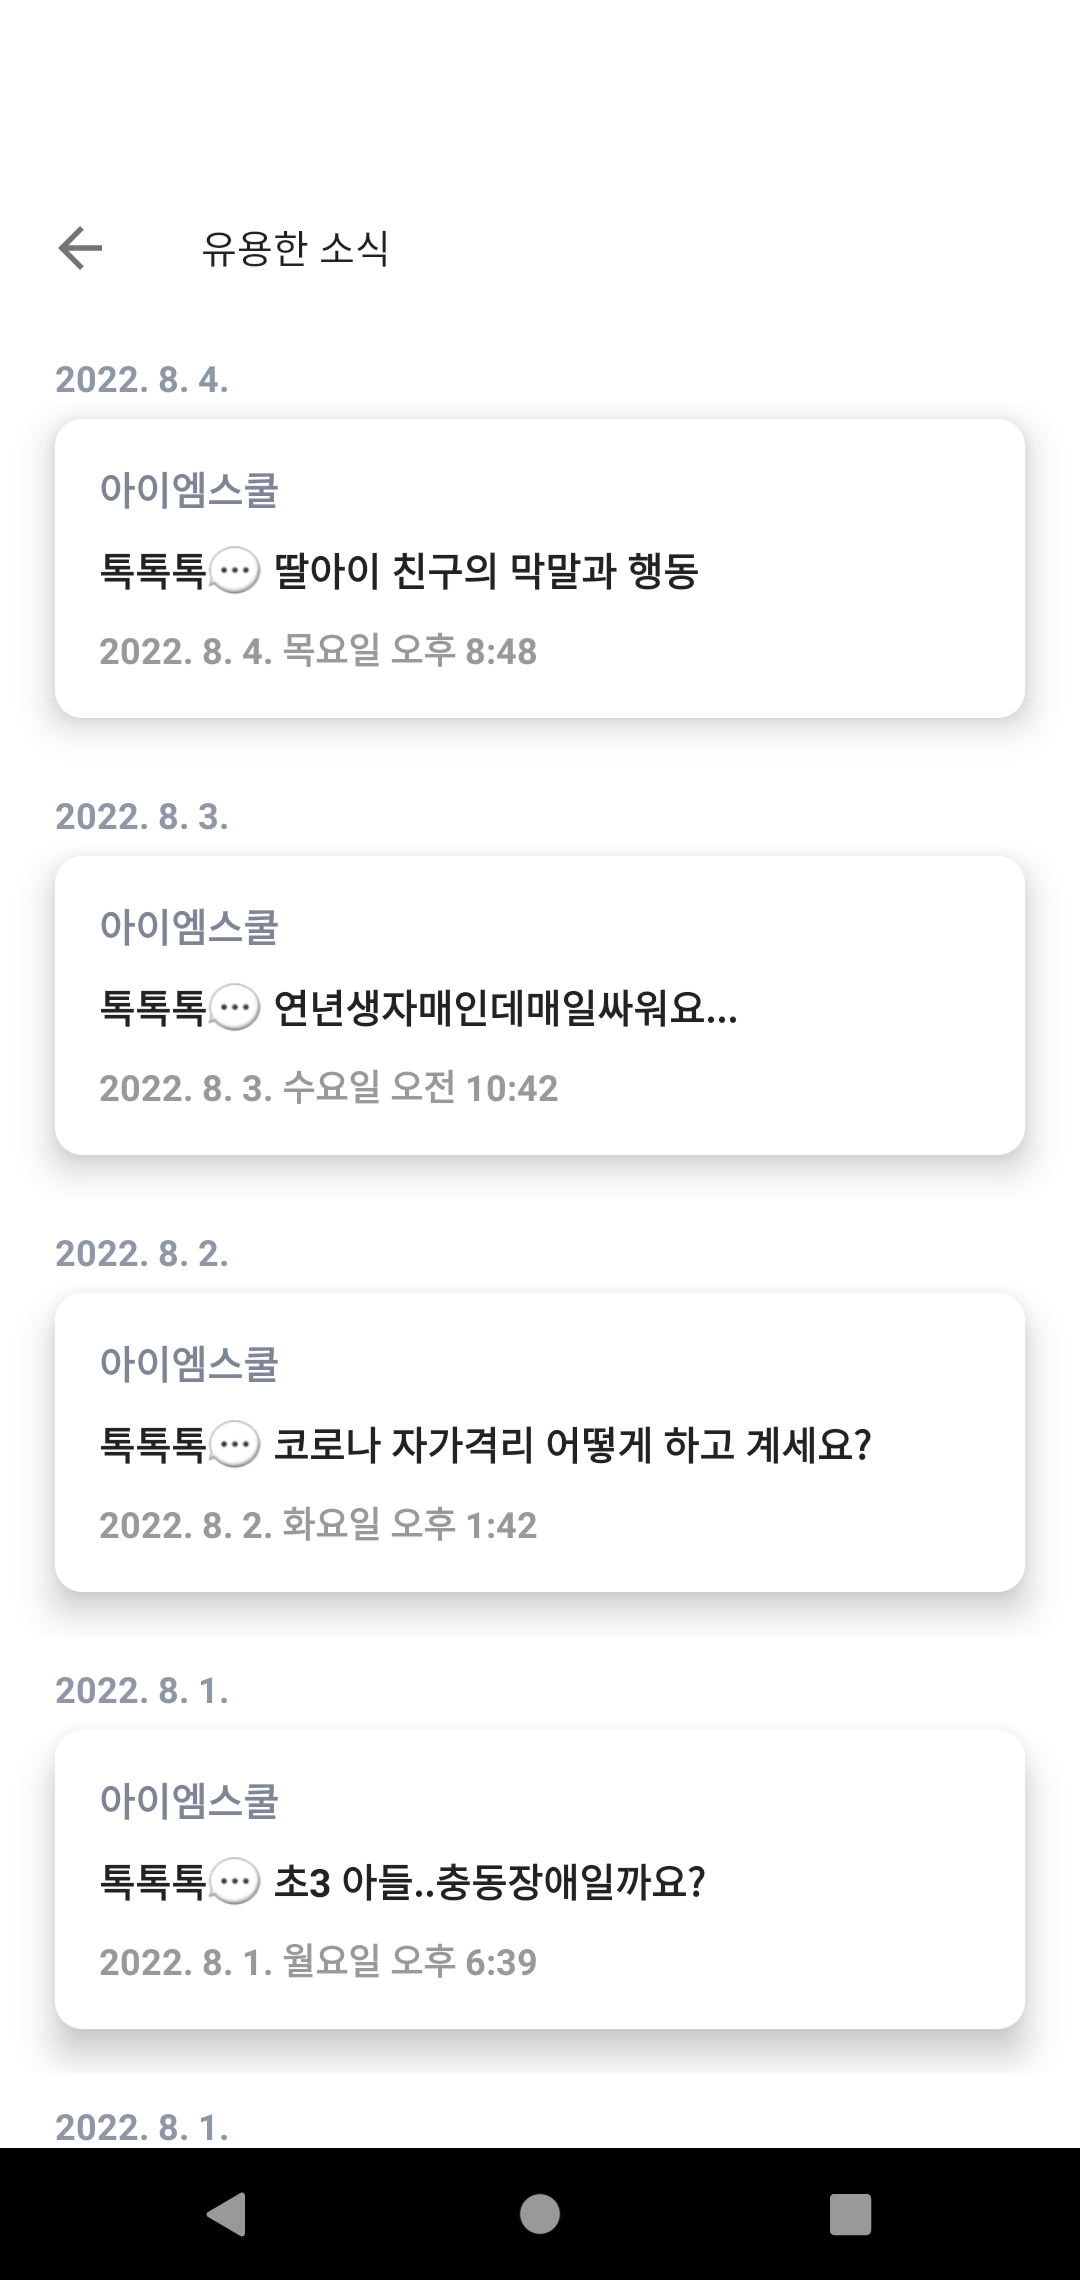 유용한 소식
2022. 8. 4.
아이엠스쿨
톡톡톡💬 딸아이 친구의 막말과 행동
2022. 8. 4. 목요일 오후 8:48
2022. 8. 3.
아이엠스쿨
톡톡톡💬 연년생자매인데매일싸워요...
2022. 8. 3. 수요일 오전 10:42
2022. 8. 2.
아이엠스쿨
톡톡톡💬 코로나 자가격리 어떻게 하고 계세요?
2022. 8. 2. 화요일 오후 1:42
2022. 8. 1.
아이엠스쿨
톡톡톡💬 초3 아들..충동장애일까요?
2022. 8. 1. 월요일 오후 6:39
2022. 8. 1.